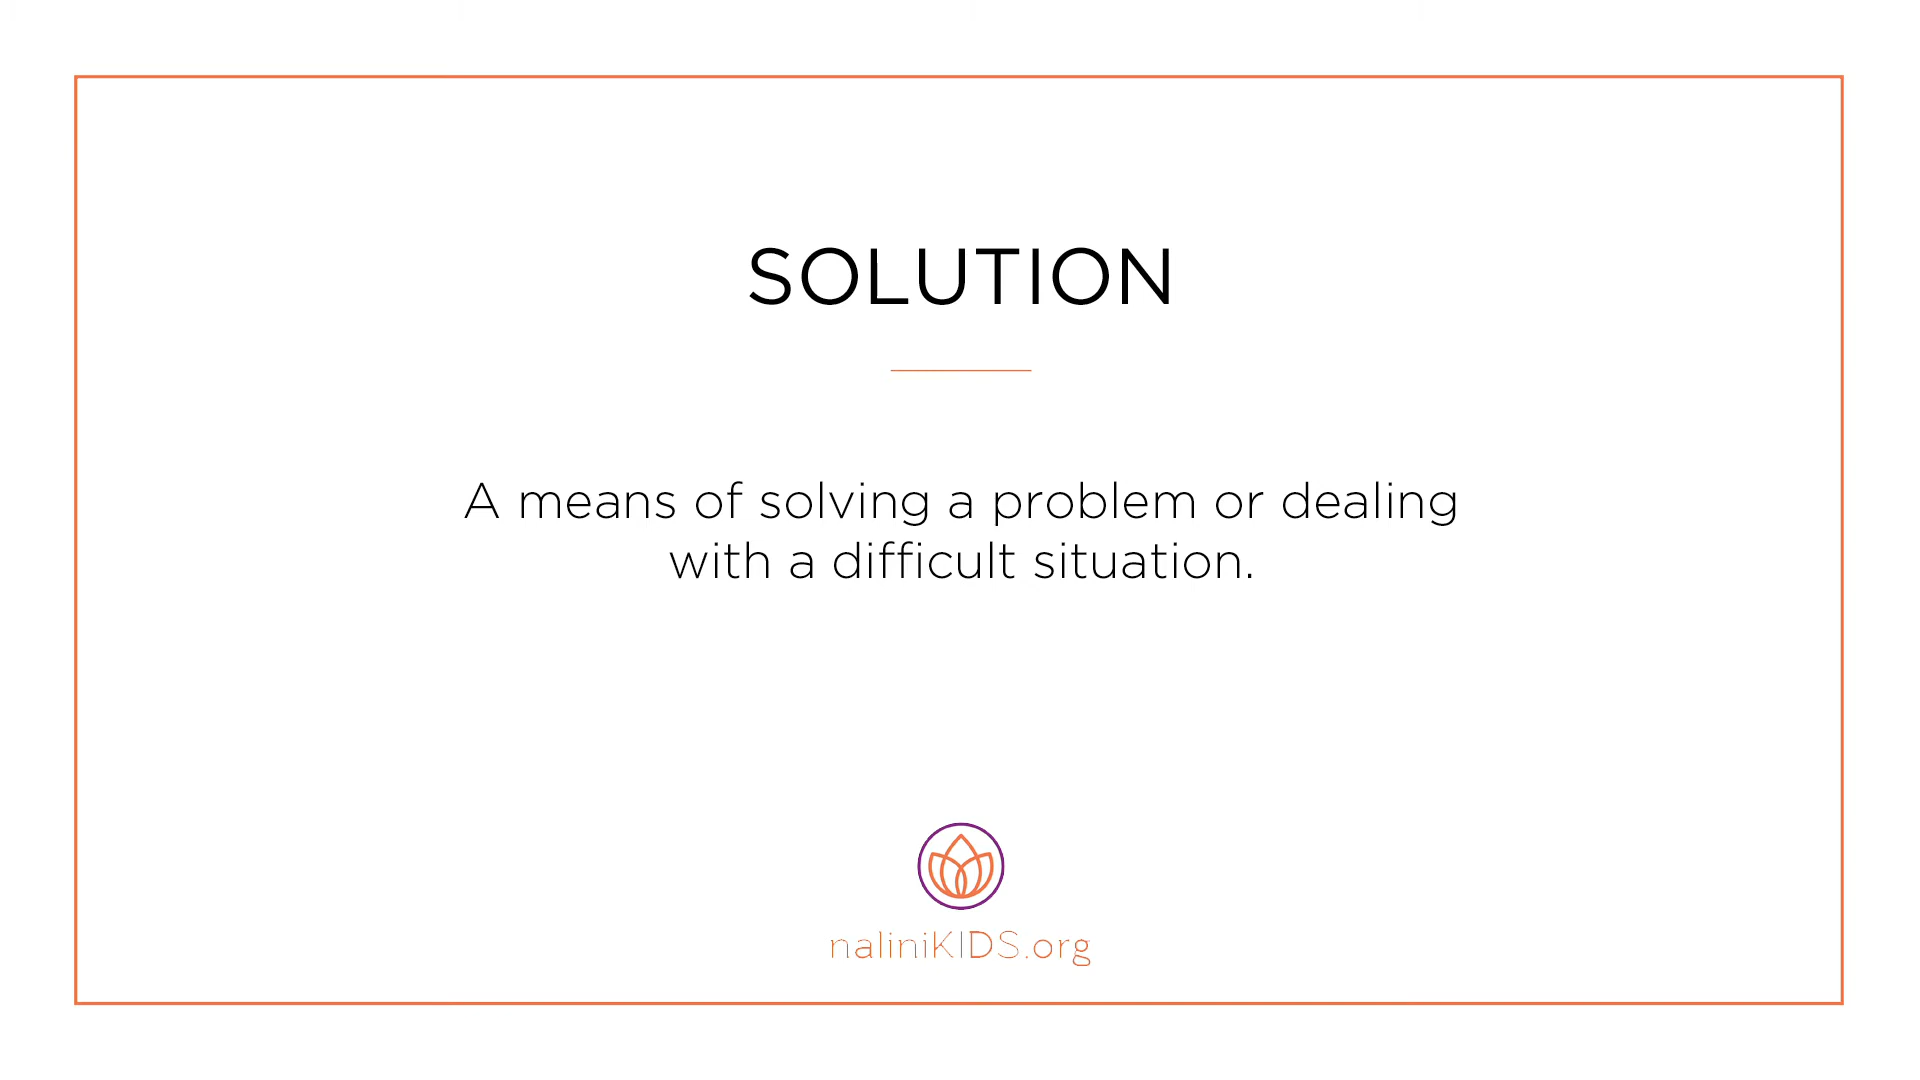 SOLUTION
A means of solving a problem or dealing
with a difficult situation.
naliniKIDS.org